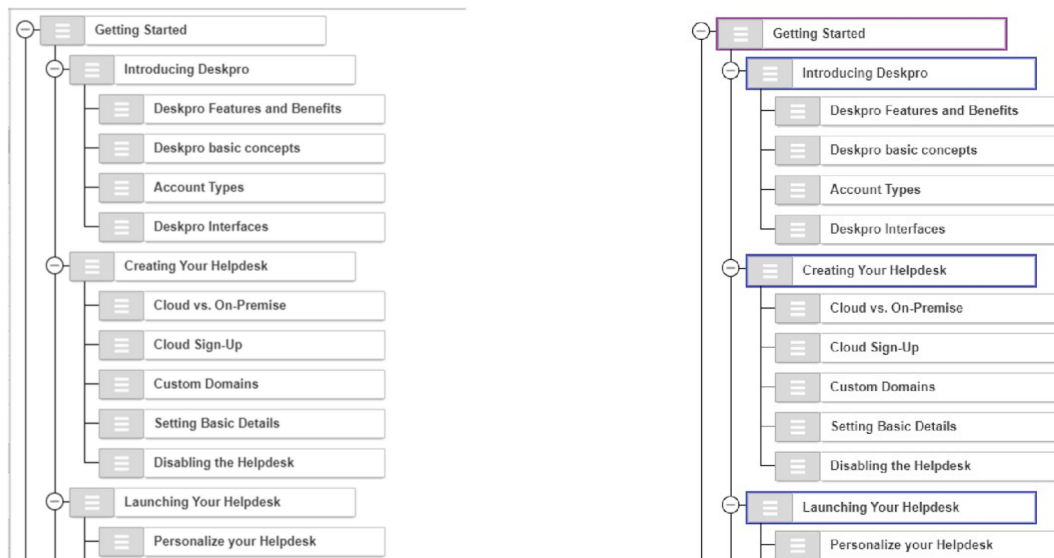 Getting Started
Introducing Deskpro
Deskpro Features and Benefits
Deskpro basic concepts
Account Types
Deskpro Interfaces
Creating Your Helpdesk
Cloud vs. On-Premise
Cloud Sign-Up
Custom Domains
Setting Basic Details
Disabling the Helpdesk
Launching Your Helpdesk
Personalize your Helpdesk
Getting Started
Introducing Deskpro
Deskpro Features and Benefits
Deskpro basic concepts
Account Types
Deskpro Interfaces
Creating Your Helpdesk
Cloud vs. On-Premise
Cloud Sign-Up
Custom Domains
Setting Basic Details
Disabling the Helpdesk
Launching Your Helpdesk
Personalize your Helpdesk